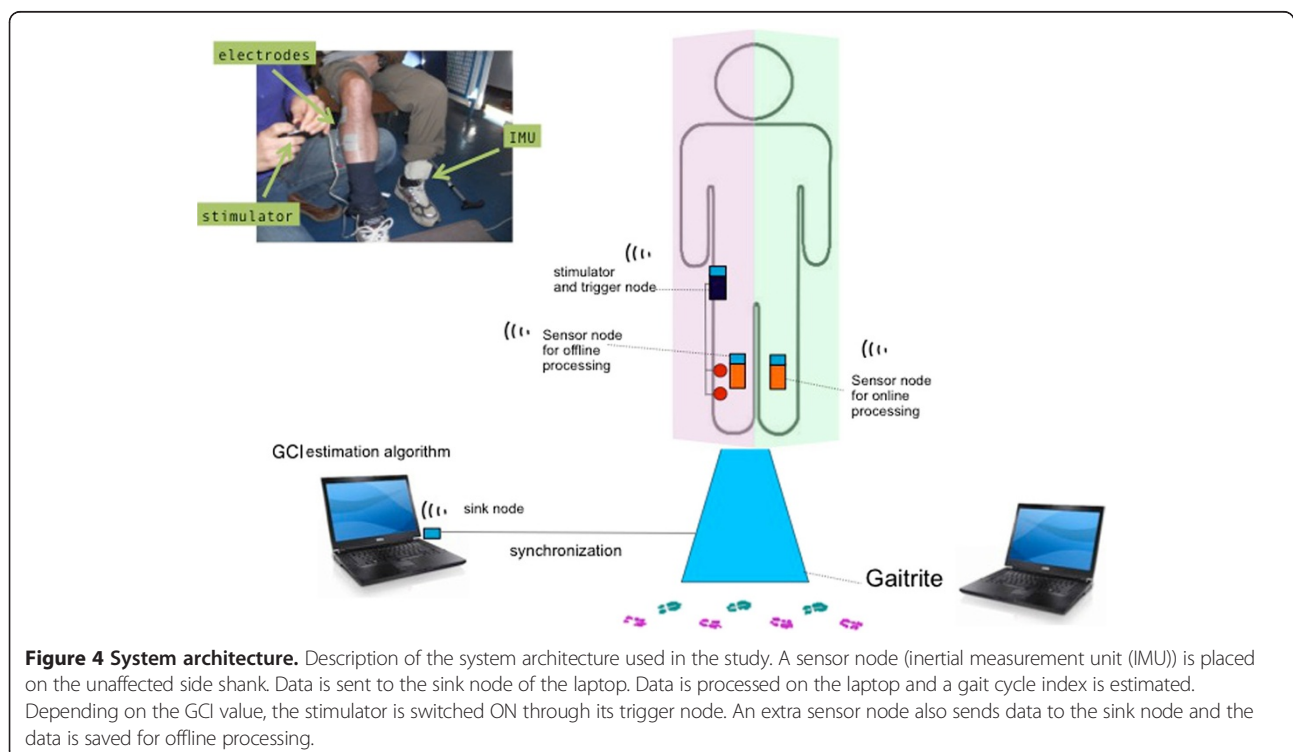 electrodes
IMU
stimulator
stimulator
and trigger node
Sensor node
for offline
processing
Sensor node
for online
processing
GCI estimation algorithm
sink node
synchronization
Gaitrite
Figure 4 System architecture. Description of the system architecture used in the study. A sensor node (inertial measurement unit (IMU)) is placed
on the unaffected side shank. Data is sent to the sink node of the laptop. Data is processed on the laptop and a gait cycle index is estimated.
Depending on the GCI value, the stimulator is switched ON through its trigger node. An extra sensor node also sends data to the sink node and the
data is saved for offline processing.